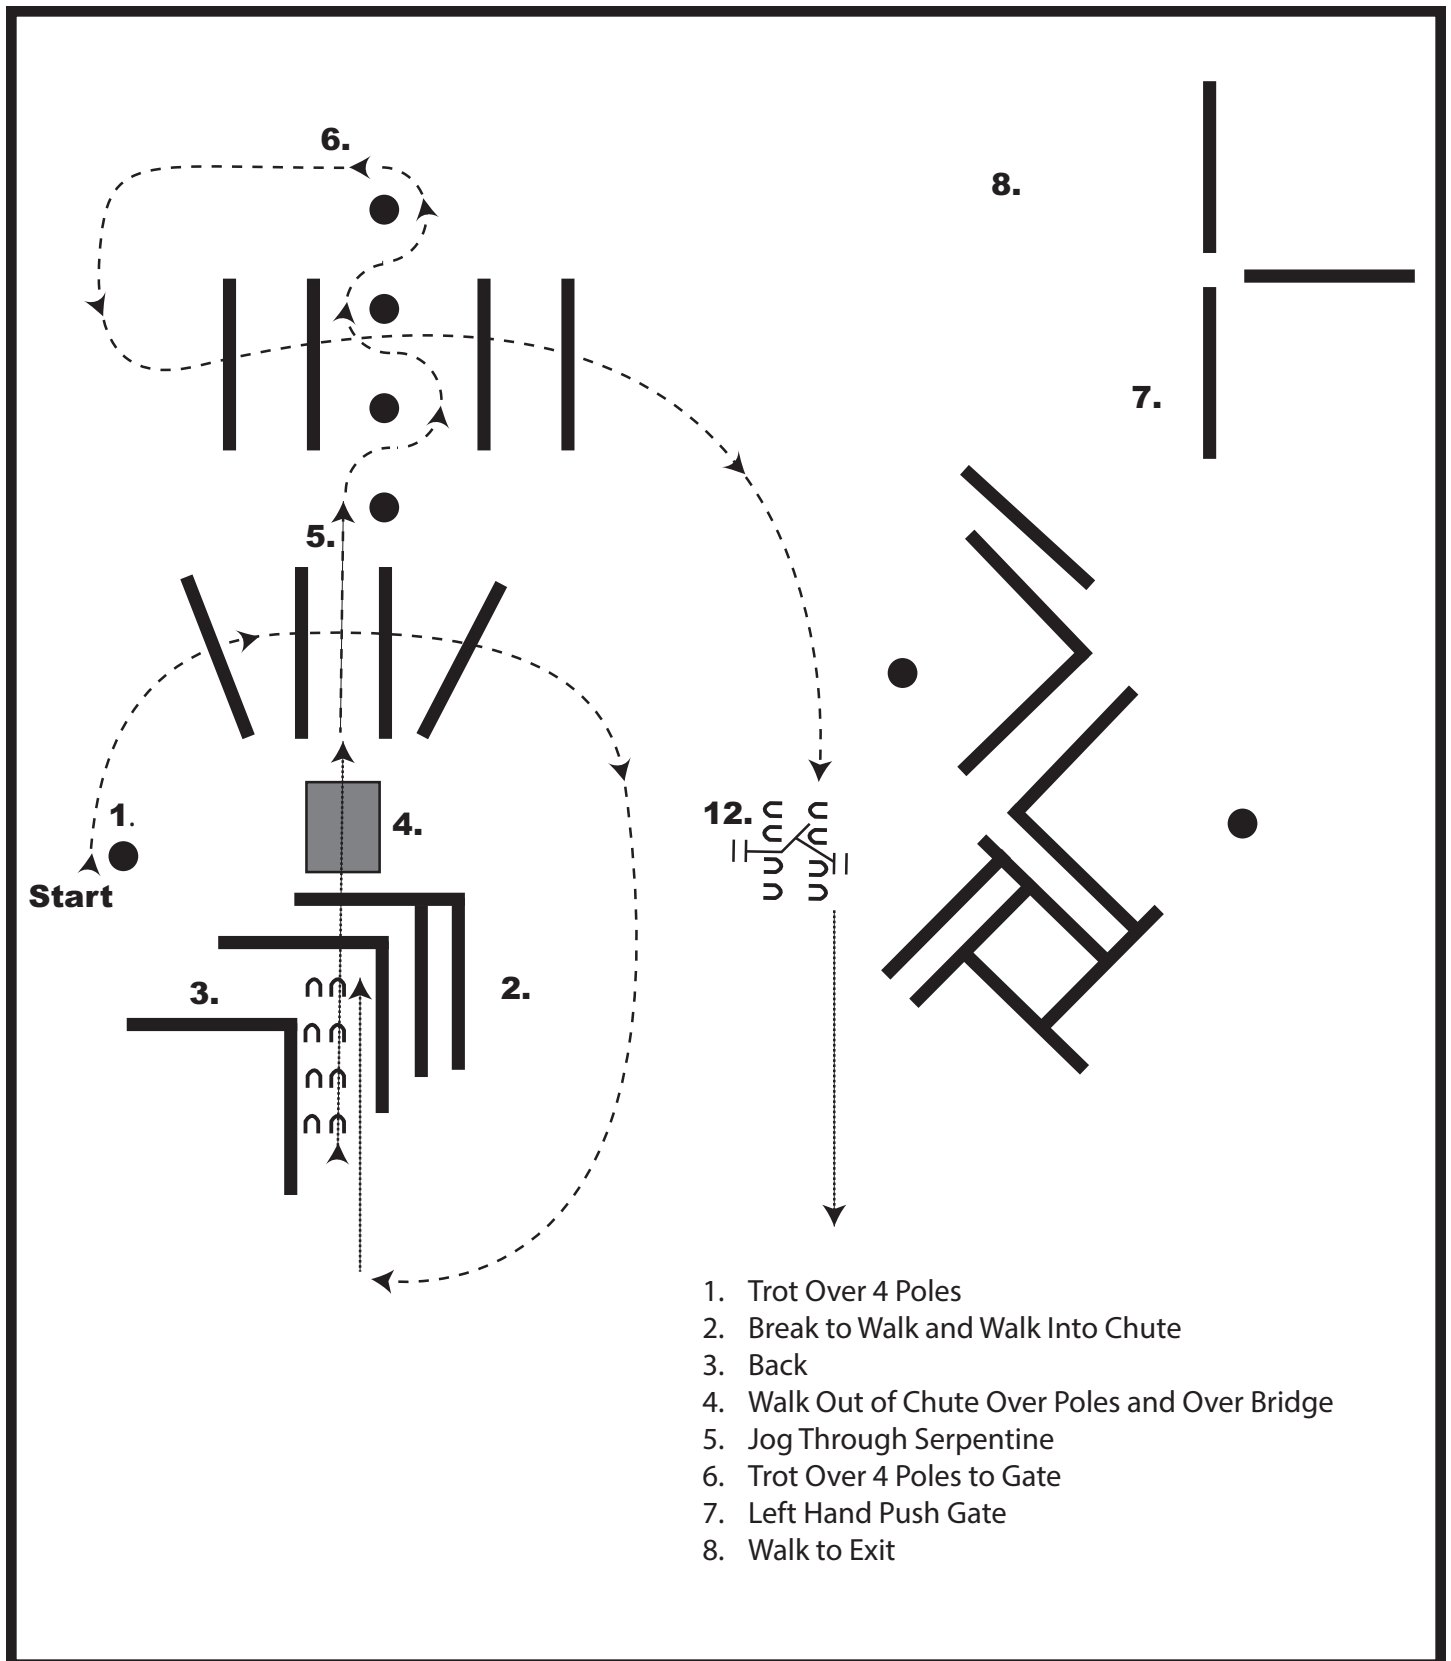 6.
8.
7.
5.
1.
4.
12.
Start
2.
3.
1. Trot Over 4 Poles
2. Break to Walk and Walk Into Chute
3. Back
4. Walk Out of Chute Over Poles and Over Bridge
5. Jog Through Serpentine
6. Trot Over 4 Poles to Gate
7. Left Hand Push Gate
8. Walk to Exit